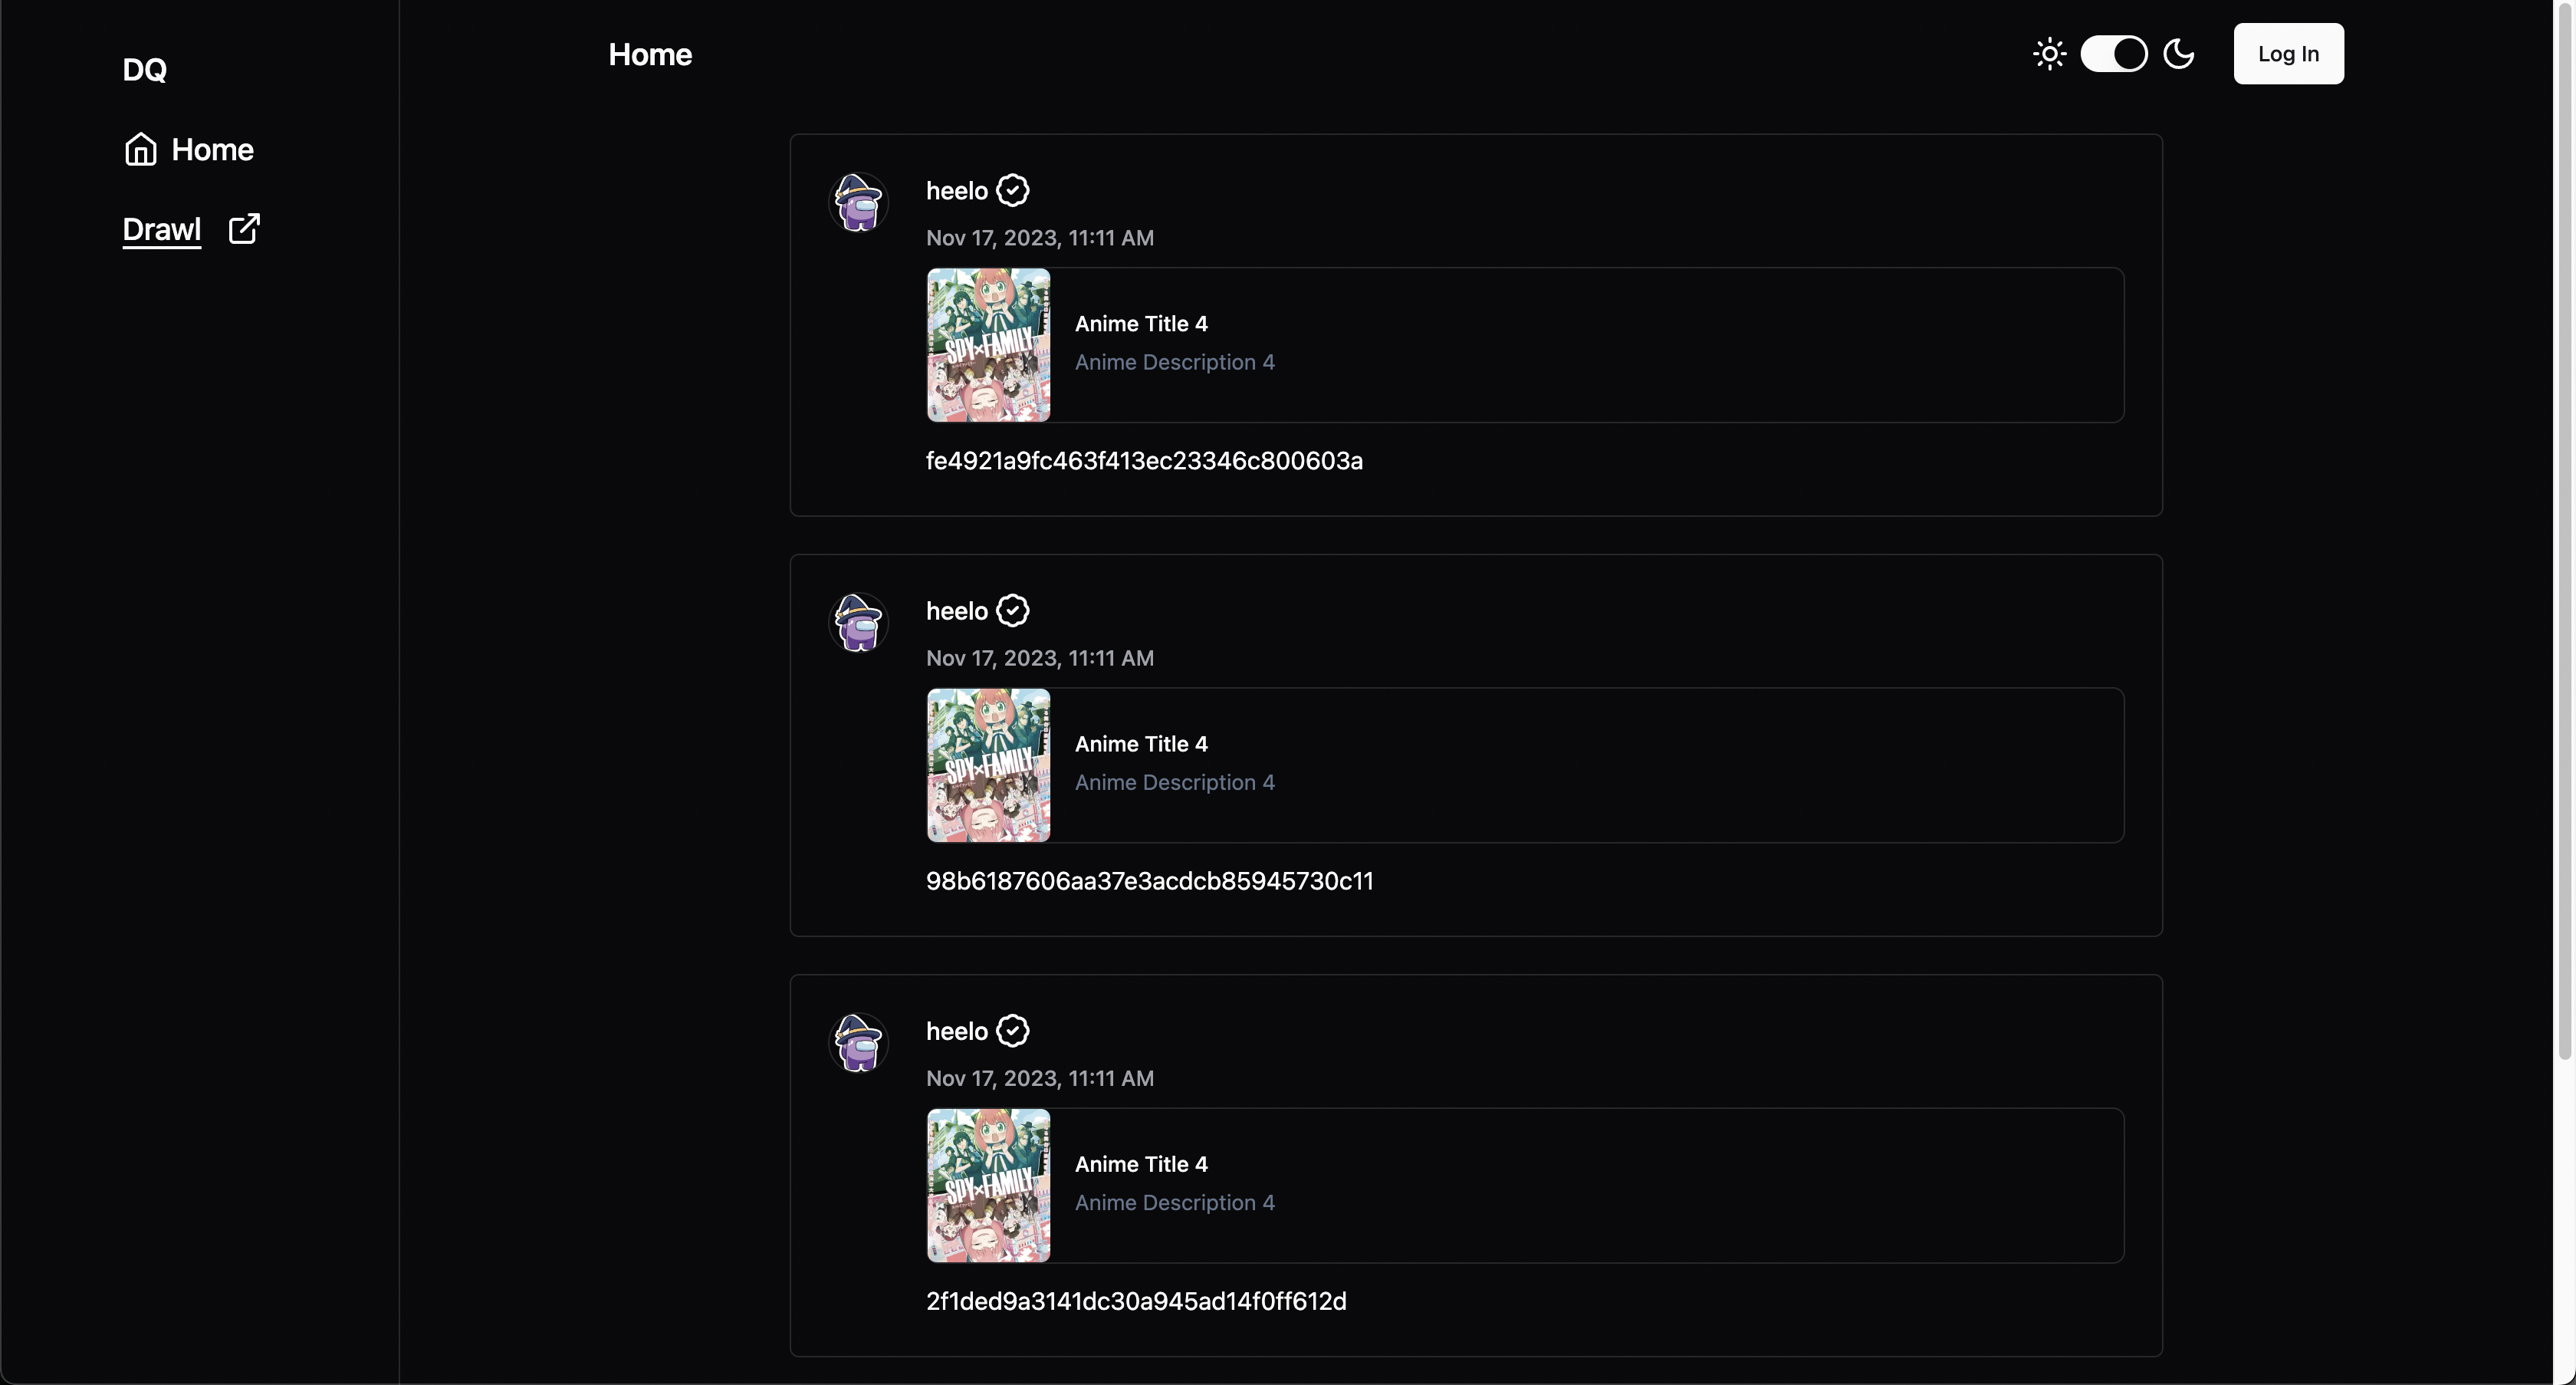 DQ
Home
Drawl
Home
Log In
heelo
Nov 17, 2023, 11:11 AM
SPY×FAMILY
Anime Title 4
Anime Description 4
fe4921a9fc463f413ec23346c800603a
heelo
Nov 17, 2023, 11:11 AM
SPY×FAMILY
Anime Title 4
Anime Description 4
98b6187606aa37e3acdcb85945730c11
heelo
Nov 17, 2023, 11:11 AM
SPY×FAMILY
Anime Title 4
Anime Description 4
2f1ded9a3141dc30a945ad14f0ff612d